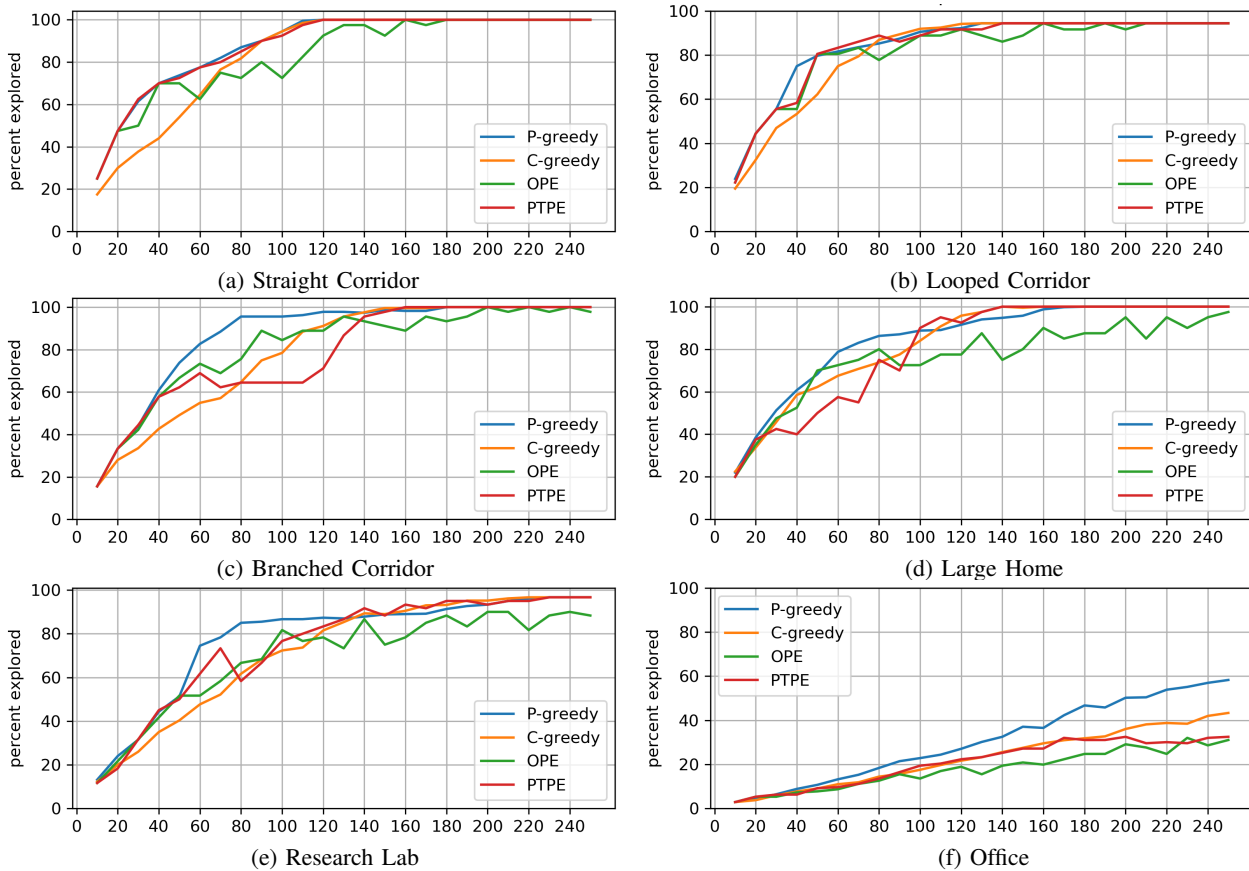 percent explored
100
80
60
40
20
0
0 20 40 60 80 100 120 140 160 180 200 220 240
P-greedy
C-greedy
OPE
PTPE
(a) Straight Corridor
percent explored
100
80
60
40
20
0
0 20 40 60 80 100 120 140 160 180 200 220 240
P-greedy
C-greedy
OPE
PTPE
(b) Looped Corridor
percent explored
100
80
60
40
20
0
0 20 40 60 80 100 120 140 160 180 200 220 240
P-greedy
C-greedy
OPE
PTPE
(c) Branched Corridor
percent explored
100
80
60
40
20
0
0 20 40 60 80 100 120 140 160 180 200 220 240
P-greedy
C-greedy
OPE
PTPE
(d) Large Home
percent explored
100
80
60
40
20
0
0 20 40 60 80 100 120 140 160 180 200 220 240
P-greedy
C-greedy
OPE
PTPE
(e) Research Lab
percent explored
100
80
60
40
20
0
0 20 40 60 80 100 120 140 160 180 200 220 240
P-greedy
C-greedy
OPE
PTPE
(f) Office